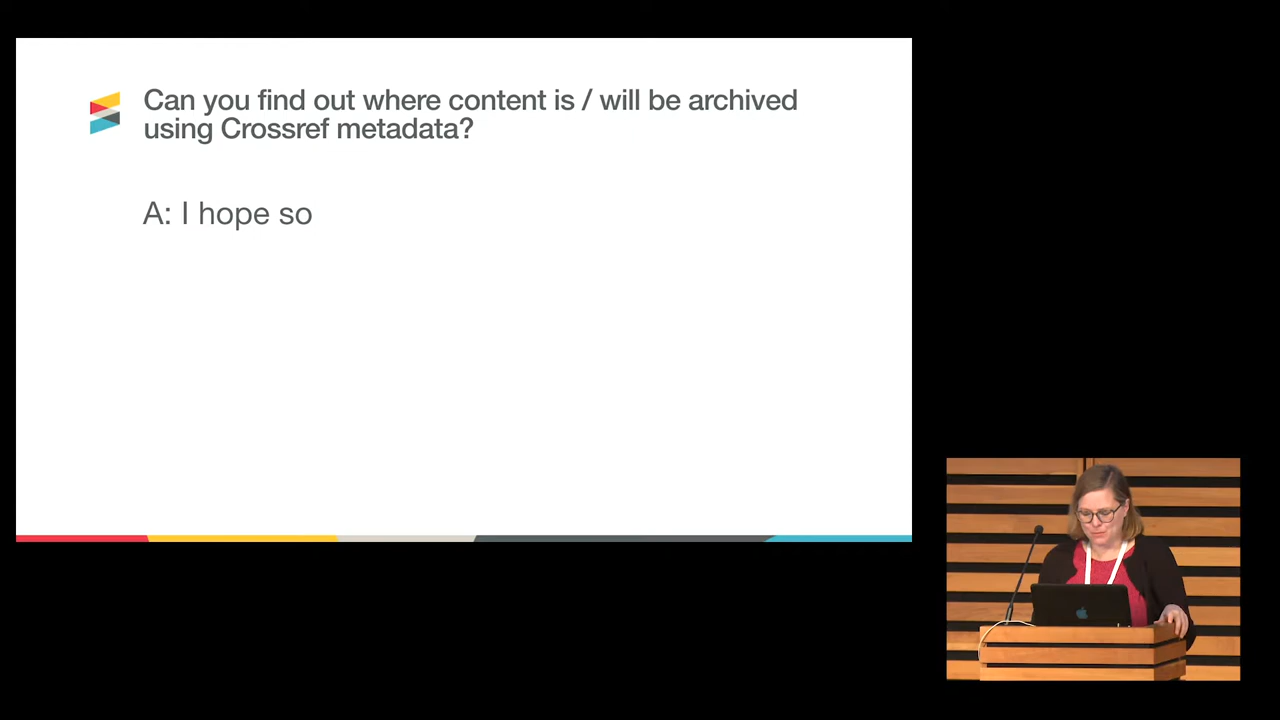 Can you find out where content is / will be archived
using Crossref metadata?
A: I hope so